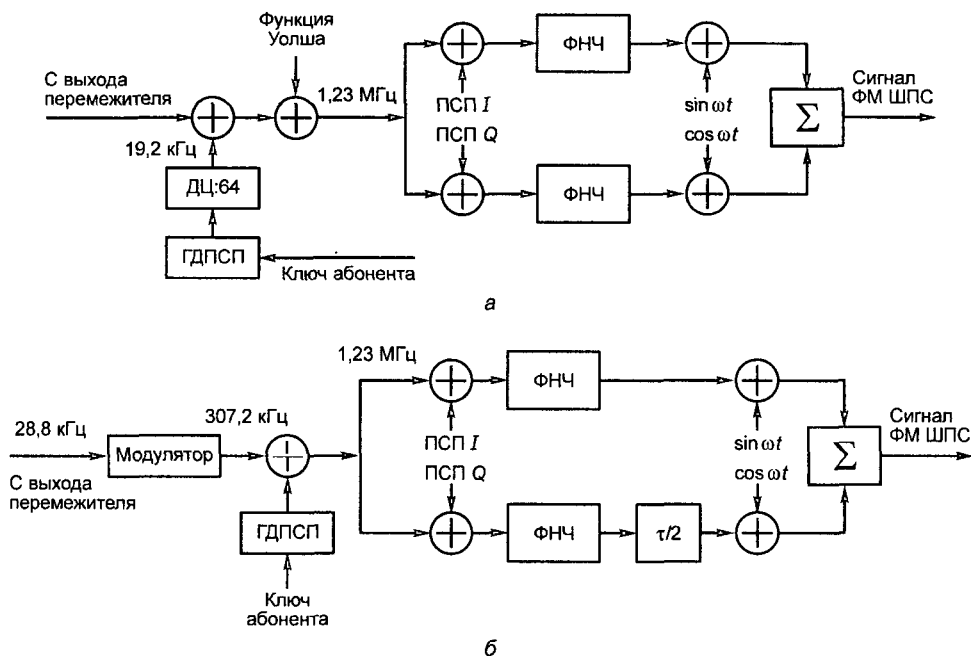 Функция
Уолша
С выхода
перемежителя
1,23 МГц
19,2 кГц
ДЦ:64
ГДПСП
Ключ абонента
ФНЧ
ПСП I
ПСП Q
ФНЧ
sin ωt
cos ωt
Σ
Сигнал
ФМ ШПС
а
28,8 кГц
С выхода
перемежителя
Модулятор
307,2 кГц
ГДПСП
Ключ
абонента
1,23 МГц
ФНЧ
ПСП I
ПСП Q
ФНЧ
τ/2
sin ωt
cos ωt
Σ
Сигнал
ФМ ШПС
б